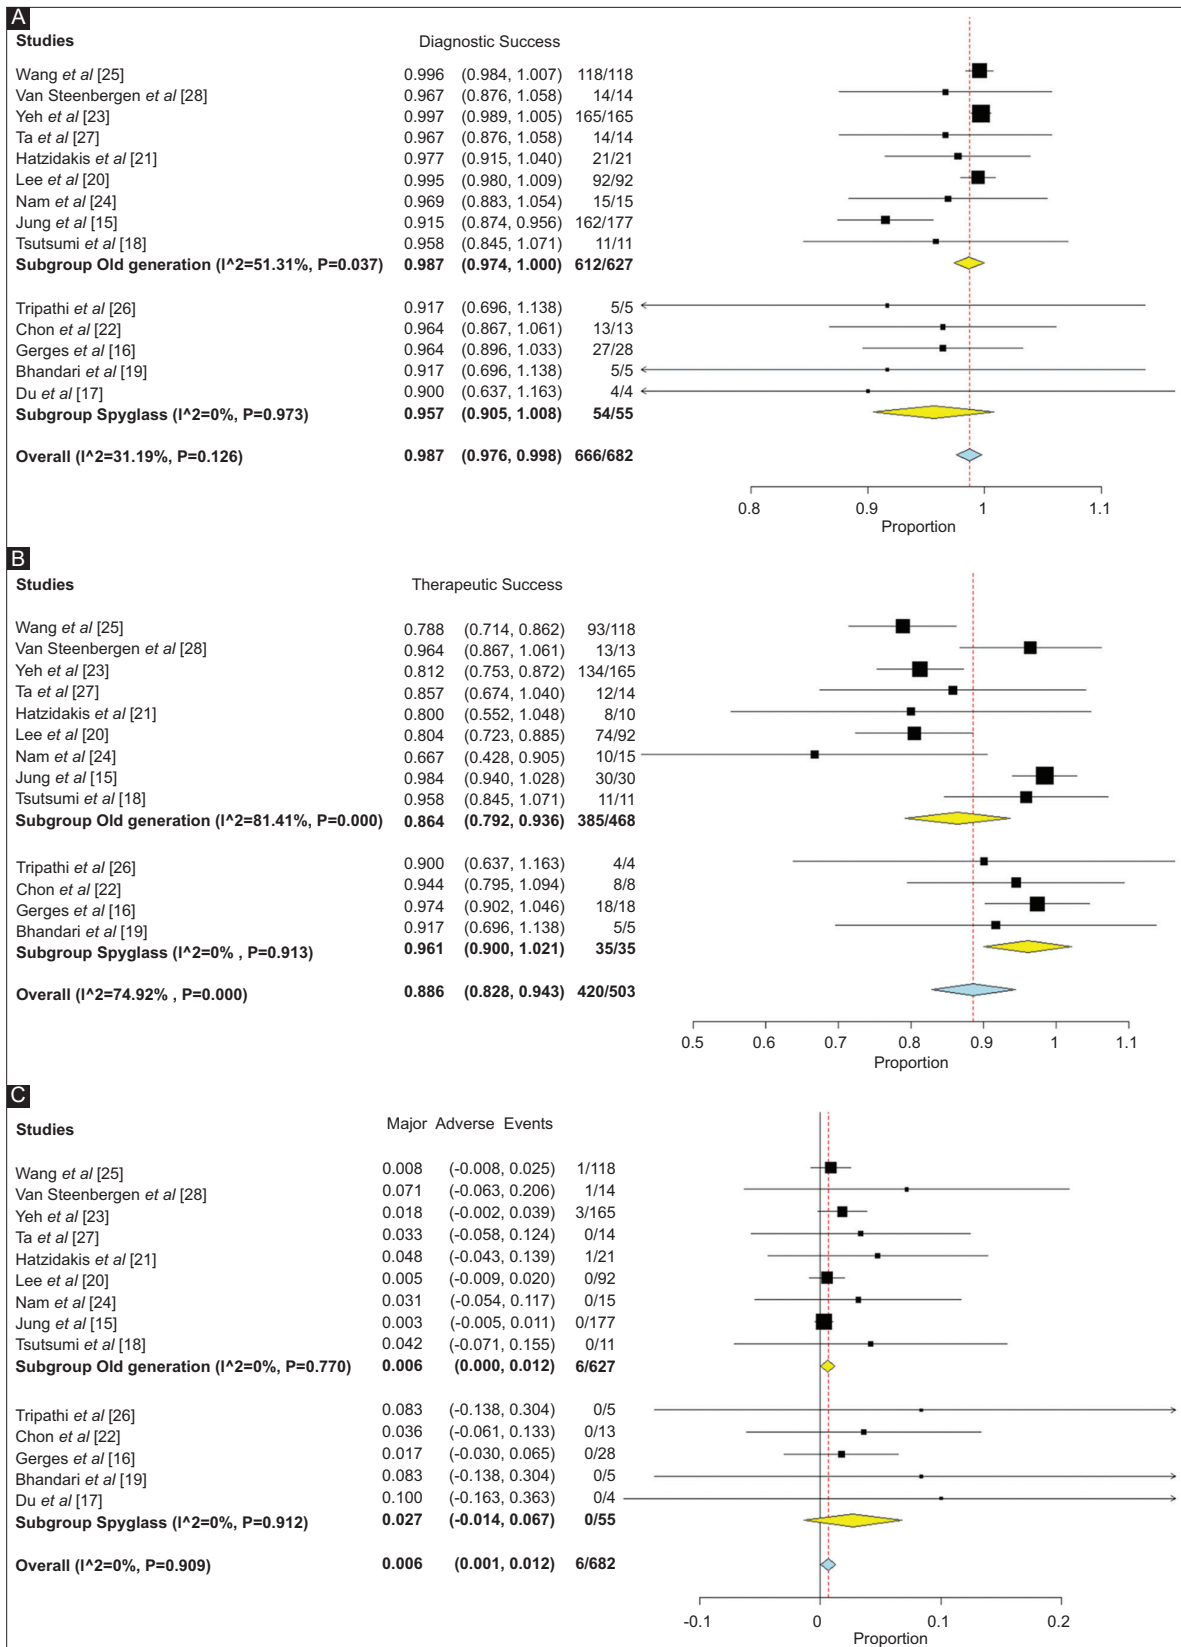 A
Studies Diagnostic Success
Wang et al [25] 0.996 (0.984, 1.007) 118/118
Van Steenbergen et al [28] 0.967 (0.876, 1.058) 14/14
Yeh et al [23] 0.997 (0.989, 1.005) 165/165
Ta et al [27] 0.967 (0.876, 1.058) 14/14
Hatzidakis et al [21] 0.977 (0.915, 1.040) 21/21
Lee et al [20] 0.995 (0.980, 1.009) 92/92
Nam et al [24] 0.969 (0.883, 1.054) 15/15
Jung et al [15] 0.915 (0.874, 0.956) 162/177
Tsutsumi et al [18] 0.958 (0.845, 1.071) 11/11
Subgroup Old generation (I^2=51.31%, P=0.037) 0.987 (0.974, 1.000) 612/627
Tripathi et al [26] 0.917 (0.696, 1.138) 5/5
Chon et al [22] 0.964 (0.867, 1.061) 13/13
Gerges et al [16] 0.964 (0.896, 1.033) 27/28
Bhandari et al [19] 0.917 (0.696, 1.138) 5/5
Du et al [17] 0.900 (0.637, 1.163) 4/4
Subgroup Spyglass (I^2=0%, P=0.973) 0.957 (0.905, 1.008) 54/55
Overall (I^2=31.19%, P=0.126) 0.987 (0.976, 0.998) 666/682
0.8 0.9 1 1.1
Proportion
B
Studies Therapeutic Success
Wang et al [25] 0.788 (0.714, 0.862) 93/118
Van Steenbergen et al [28] 0.964 (0.867, 1.061) 13/13
Yeh et al [23] 0.812 (0.753, 0.872) 134/165
Ta et al [27] 0.857 (0.674, 1.040) 12/14
Hatzidakis et al [21] 0.800 (0.552, 1.048) 8/10
Lee et al [20] 0.804 (0.723, 0.885) 74/92
Nam et al [24] 0.667 (0.428, 0.905) 10/15
Jung et al [15] 0.984 (0.940, 1.028) 30/30
Tsutsumi et al [18] 0.958 (0.845, 1.071) 11/11
Subgroup Old generation (I^2=81.41%, P=0.000) 0.864 (0.792, 0.936) 385/468
Tripathi et al [26] 0.900 (0.637, 1.163) 4/4
Chon et al [22] 0.944 (0.795, 1.094) 8/8
Gerges et al [16] 0.974 (0.902, 1.046) 18/18
Bhandari et al [19] 0.917 (0.696, 1.138) 5/5
Subgroup Spyglass (I^2=0% , P=0.913) 0.961 (0.900, 1.021) 35/35
Overall (I^2=74.92% , P=0.000) 0.886 (0.828, 0.943) 420/503
0.5 0.6 0.7 0.8 0.9 1 1.1
Proportion
C
Studies Major Adverse Events
Wang et al [25] 0.008 (-0.008, 0.025) 1/118
Van Steenbergen et al [28] 0.071 (-0.063, 0.206) 1/14
Yeh et al [23] 0.018 (-0.002, 0.039) 3/165
Ta et al [27] 0.033 (-0.058, 0.124) 0/14
Hatzidakis et al [21] 0.048 (-0.043, 0.139) 1/21
Lee et al [20] 0.005 (-0.009, 0.020) 0/92
Nam et al [24] 0.031 (-0.054, 0.117) 0/15
Jung et al [15] 0.003 (-0.005, 0.011) 0/177
Tsutsumi et al [18] 0.042 (-0.071, 0.155) 0/11
Subgroup Old generation (I^2=0%, P=0.770) 0.006 (0.000, 0.012) 6/627
Tripathi et al [26] 0.083 (-0.138, 0.304) 0/5
Chon et al [22] 0.036 (-0.061, 0.133) 0/13
Gerges et al [16] 0.017 (-0.030, 0.065) 0/28
Bhandari et al [19] 0.083 (-0.138, 0.304) 0/5
Du et al [17] 0.100 (-0.163, 0.363) 0/4
Subgroup Spyglass (I^2=0%, P=0.912) 0.027 (-0.014, 0.067) 0/55
Overall (I^2=0%, P=0.909) 0.006 (0.001, 0.012) 6/682
-0.1 0 0.1 0.2
Proportion